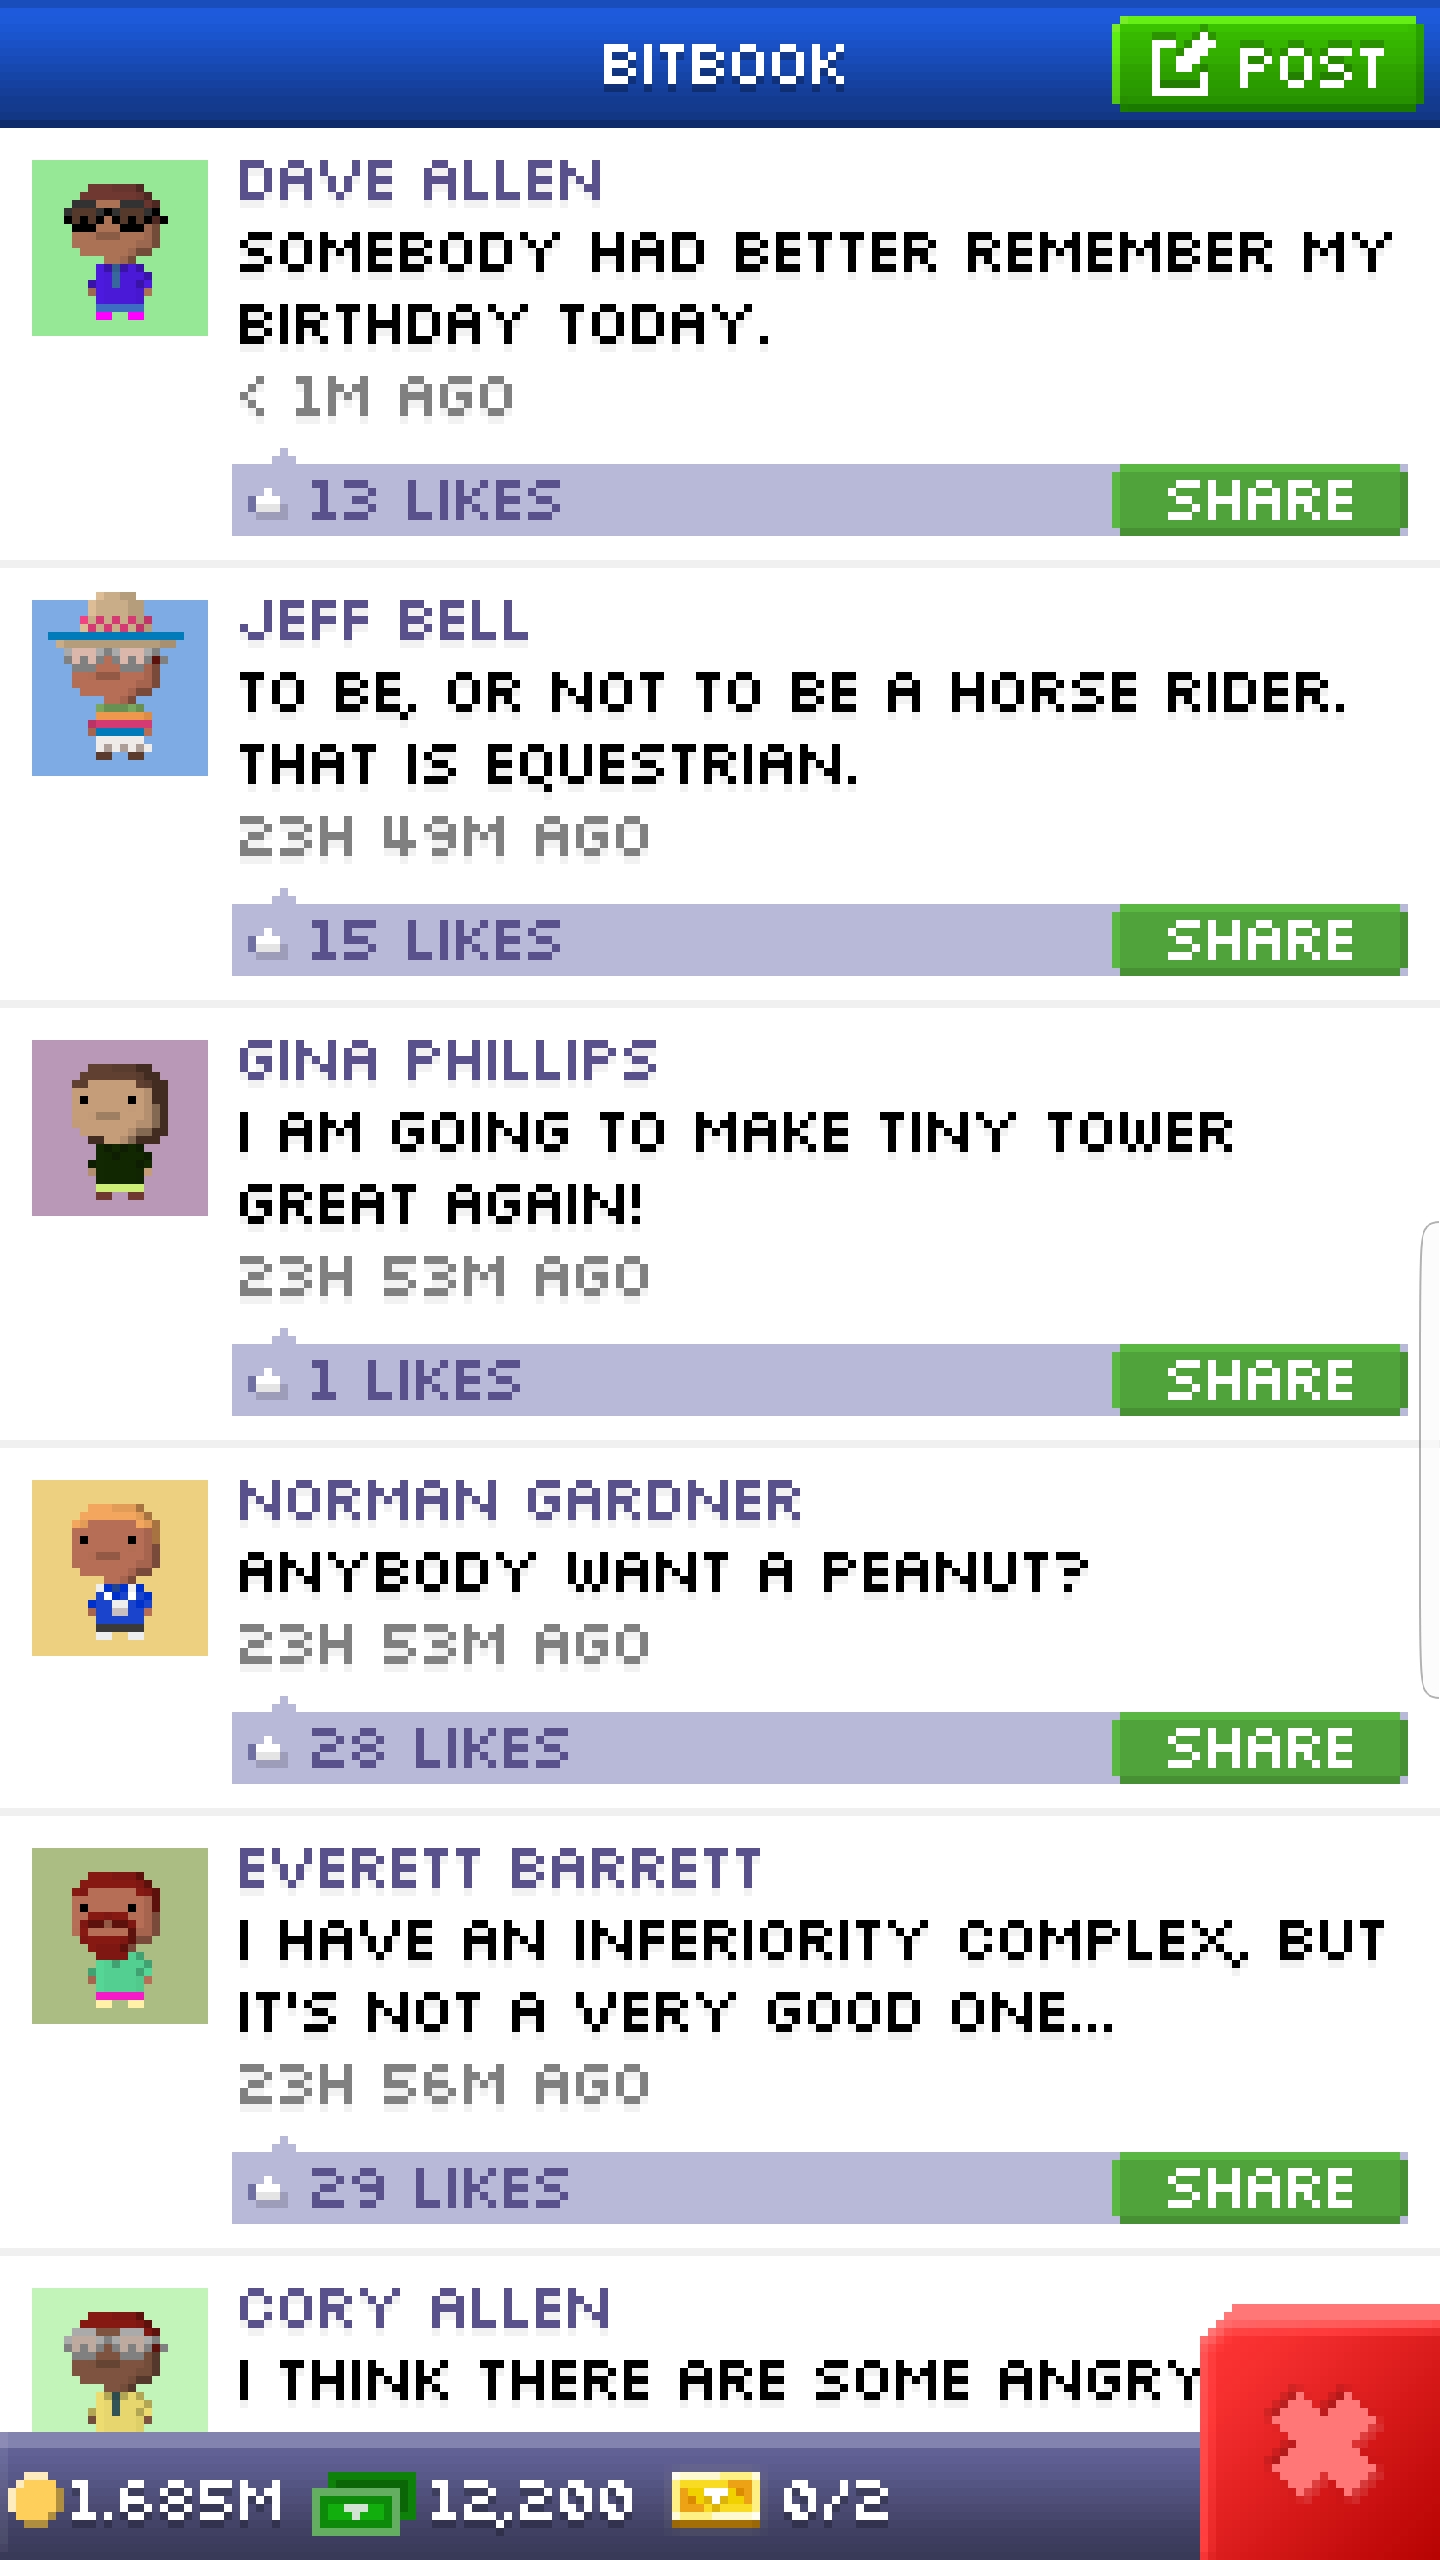 BITBOOK
POST
DAVE ALLEN
SOMEBODY HAD BETTER REMEMBER MY
BIRTHDAY TODAY.
< 1M AGO
13 LIKES
SHARE
JEFF BELL
TO BE, OR NOT TO BE A HORSE RIDER.
THAT IS EQUESTRIAN.
23H 49M AGO
15 LIKES
SHARE
GINA PHILLIPS
I AM GOING TO MAKE TINY TOWER
GREAT AGAIN!
23H 53M AGO
1 LIKES
SHARE
NORMAN GARDNER
ANYBODY WANT A PEANUT?
23H 53M AGO
28 LIKES
SHARE
EVERETT BARRETT
I HAVE AN INFERIORITY COMPLEX, BUT
IT'S NOT A VERY GOOD ONE...
23H 56M AGO
29 LIKES
SHARE
CORY ALLEN
I THINK THERE ARE SOME ANGRY
1.685M 12,200 0/2